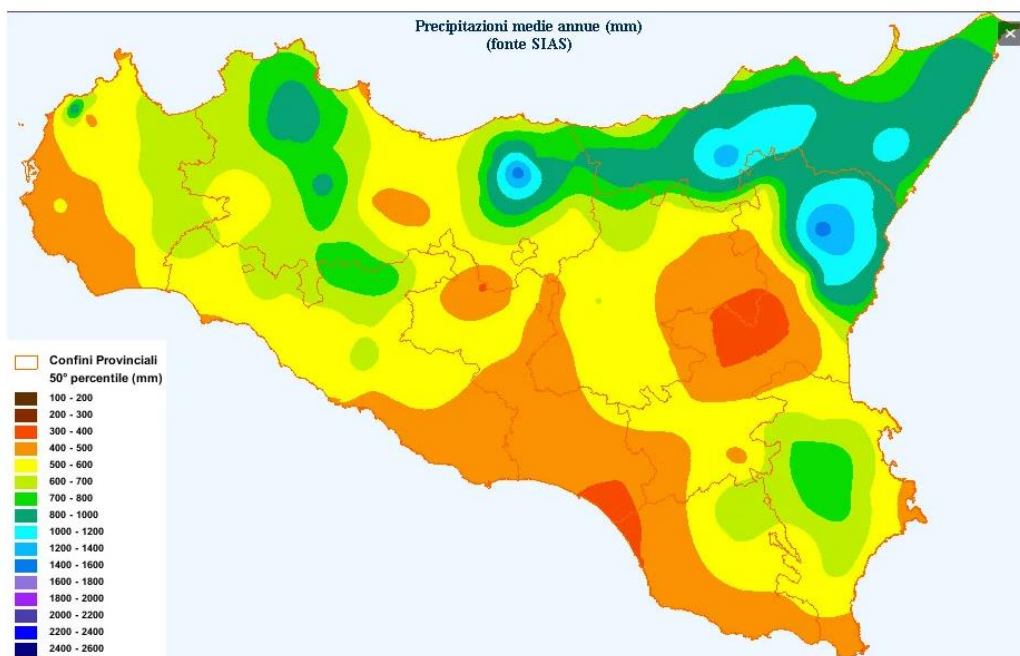 Precipitazioni medie annue (mm)
(fonte SIAS)
Confini Provinciali
50° percentile (mm)
100 - 200
200 - 300
300 - 400
400 - 500
500 - 600
600 - 700
700 - 800
800 - 1000
1000 - 1200
1200 - 1400
1400 - 1600
1600 - 1800
1800 - 2000
2000 - 2200
2200 - 2400
2400 - 2600